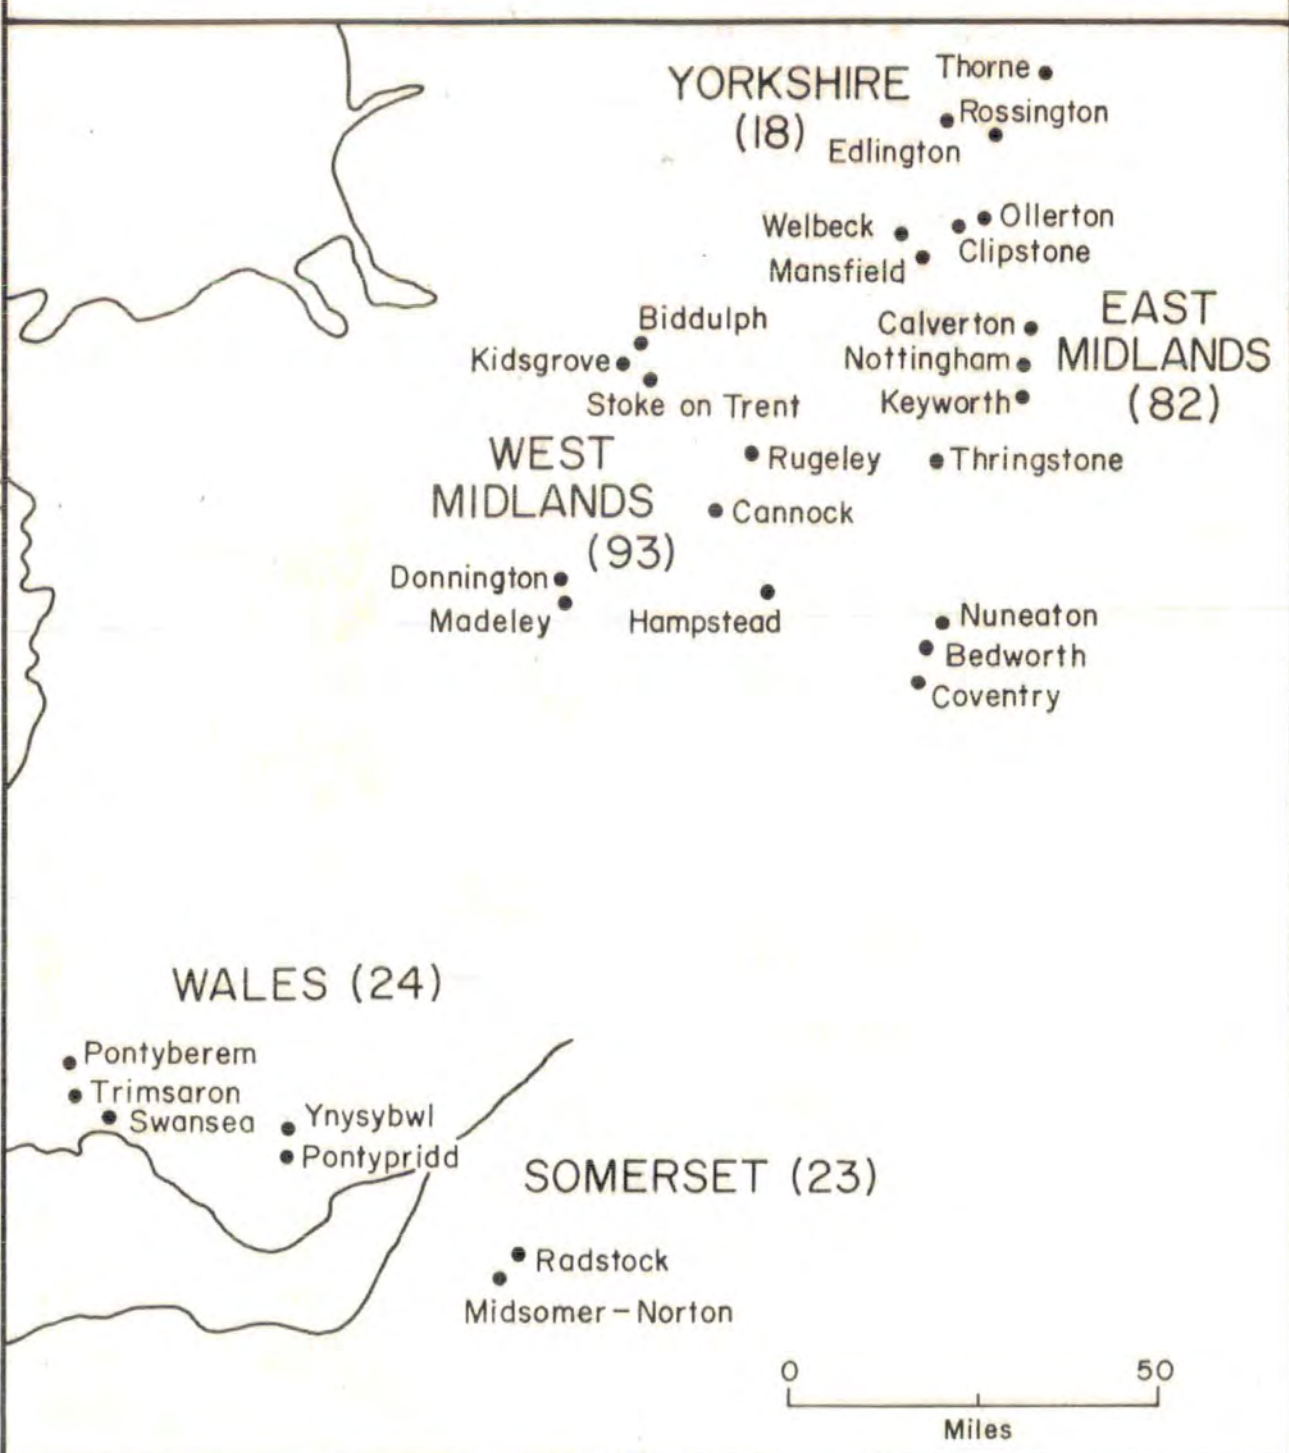 YORKSHIRE
(18)
Thorne
Rossington
Edlington
Welbeck
Ollerton
Clipstone
Mansfield
EAST
MIDLANDS
(82)
Biddulph
Calverton
Kidsgrove
Nottingham
Stoke on Trent
Keyworth
WEST
MIDLANDS
(93)
Rugeley
Thringstone
Cannock
Donnington
Madeley
Hampstead
Nuneaton
Bedworth
Coventry
WALES (24)
Pontyberem
Trimsaron
Swansea
Ynysybwl
Pontypridd
SOMERSET (23)
Radstock
Midsomer-Norton
0 50
Miles